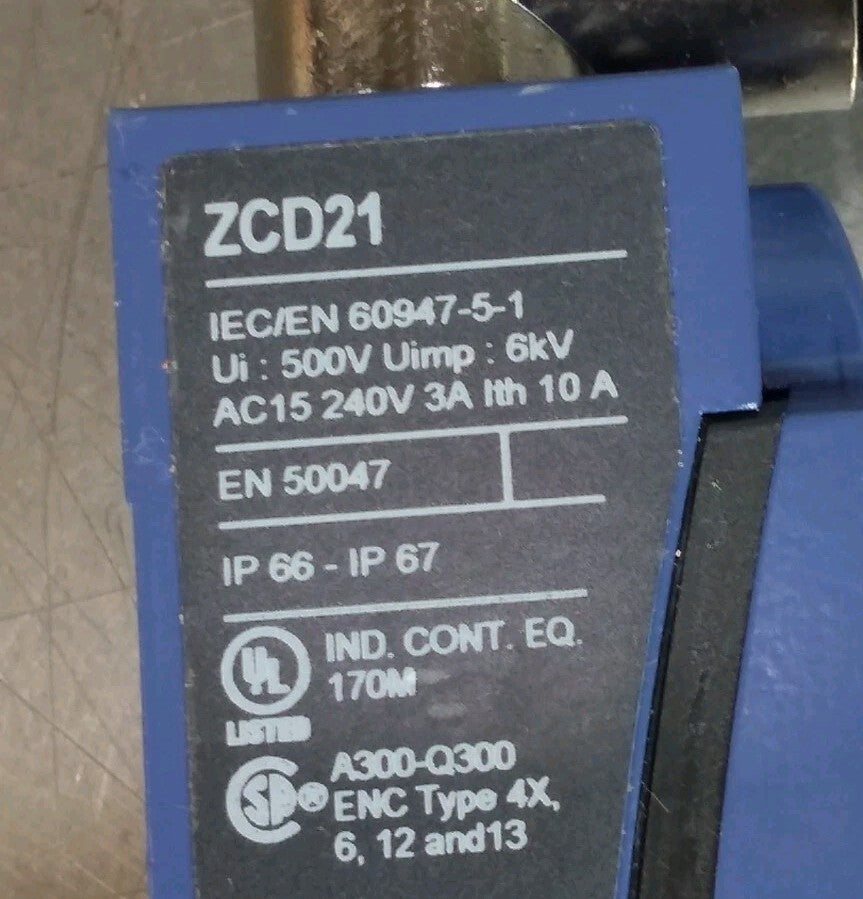 ZCD21
IEC/EN 60947-5-1
Ui : 500V Uimp : 6kV
AC15 240V 3A Ith 10 A
EN 50047
IP 66 - IP 67
UL
LISTED
IND. CONT. EQ.
170M
SP®
A300-Q300
ENC Type 4X,
6, 12 and13